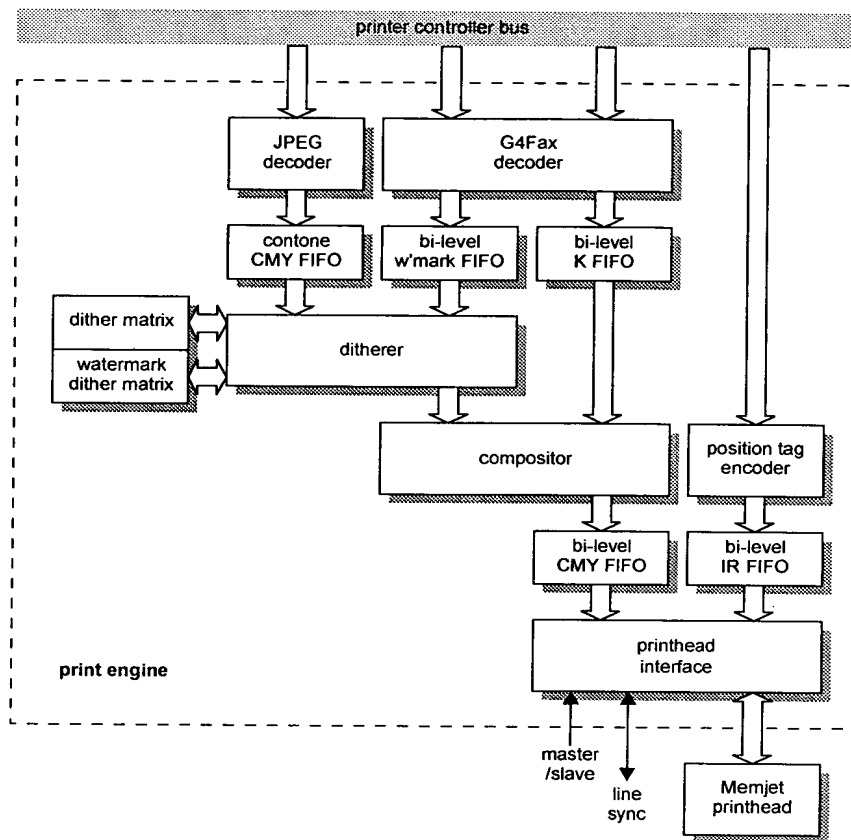 printer controller bus
JPEG
decoder
G4Fax
decoder
contone
CMY FIFO
bi-level
w'mark FIFO
bi-level
K FIFO
dither matrix
watermark
dither matrix
ditherer
compositor
position tag
encoder
bi-level
CMY FIFO
bi-level
IR FIFO
printhead
interface
print engine
master
/slave
line
sync
Memjet
printhead